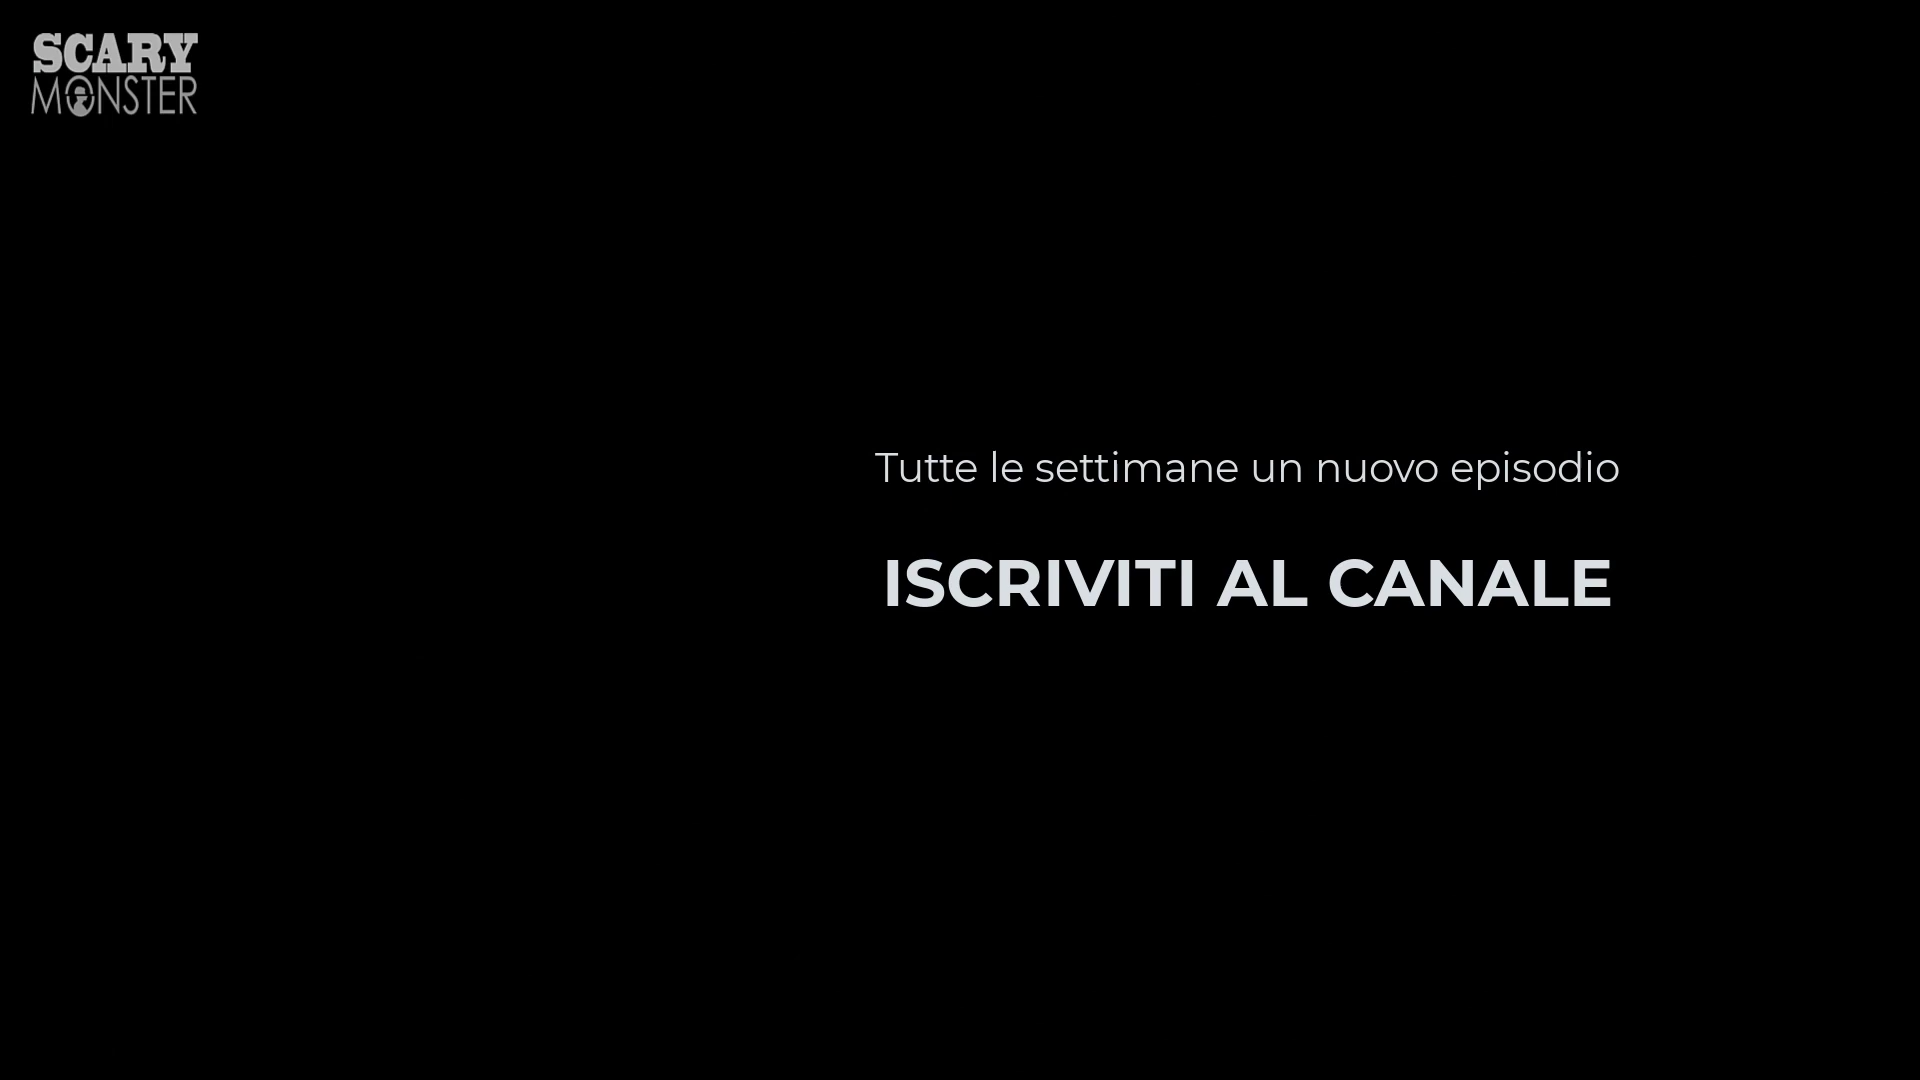 SCARY
MONSTER
Tutte le settimane un nuovo episodio
ISCRIVITI AL CANALE